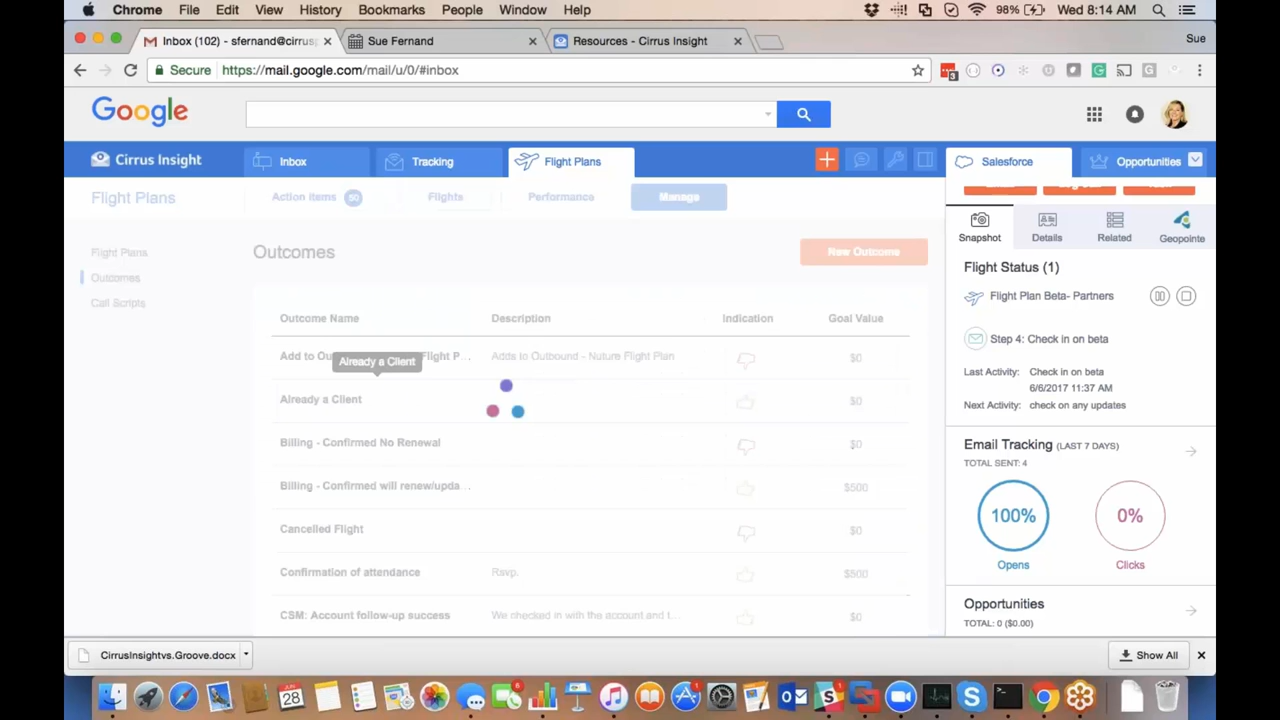 Chrome File Edit View History Bookmarks People Window Help 98% Wed 8:14 AM
Inbox (102) - sfernand@cirrusp Sue Fernand Resources - Cirrus Insight Sue
Secure https://mail.google.com/mail/u/0/#inbox 3
Google
Cirrus Insight Inbox Tracking Flight Plans Salesforce Opportunities
Flight Plans Action items 50 Flights Performance Manage
Snapshot Details Related Geopointe
Flight Plans
Outcomes
Call Scripts
Outcomes New Outcome
Outcome Name Description Indication Goal Value
Add to Ou Flight P... Adds to Outbound - Nuture Flight Plan $0
Already a Client
Already a Client $0
Billing - Confirmed No Renewal $0
Billing - Confirmed will renew/upda... $500
Cancelled Flight $0
Confirmation of attendance Rsvp. $500
CSM: Account follow-up success We checked in with the account and t... $0
Flight Status (1)
Flight Plan Beta- Partners
Step 4: Check in on beta
Last Activity: Check in on beta
6/6/2017 11:37 AM
Next Activity: check on any updates
Email Tracking (LAST 7 DAYS)
TOTAL SENT: 4
100% 0%
Opens Clicks
Opportunities
TOTAL: 0 ($0.00)
CirrusInsightvs.Groove.docx Show All
JUN
28